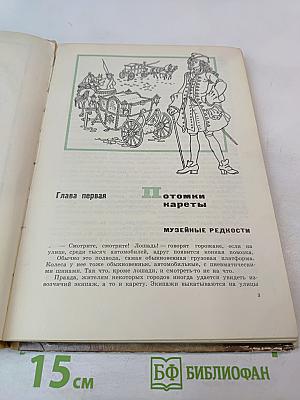 Глава первая
Потомки
кареты
МУЗЕЙНЫЕ РЕДКОСТИ
— Смотрите, смотрите! Лошадь! — говорят горожане, если на
улице, среди тысяч автомобилей, вдруг появится конная повозка.
Обычно это подвода, самая обыкновенная грузовая платформа.
Колеса у нее тоже обыкновенные, автомобильные, с пневматически-
ми шинами. Так что, кроме лошади, и смотреть-то не на что.
Правда, жителям некоторых городов иногда удается увидеть из-
возчичий экипаж, а то и карету. Экипажи выкатываются на улицы
3
15 см
БФ БИБЛИОФАН